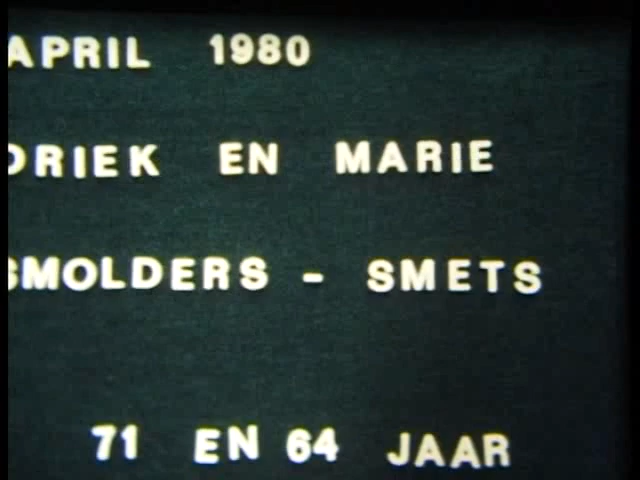 APRIL 1980
DRIEK EN MARIE
SMOLDERS - SMETS
71 EN 64 JAAR